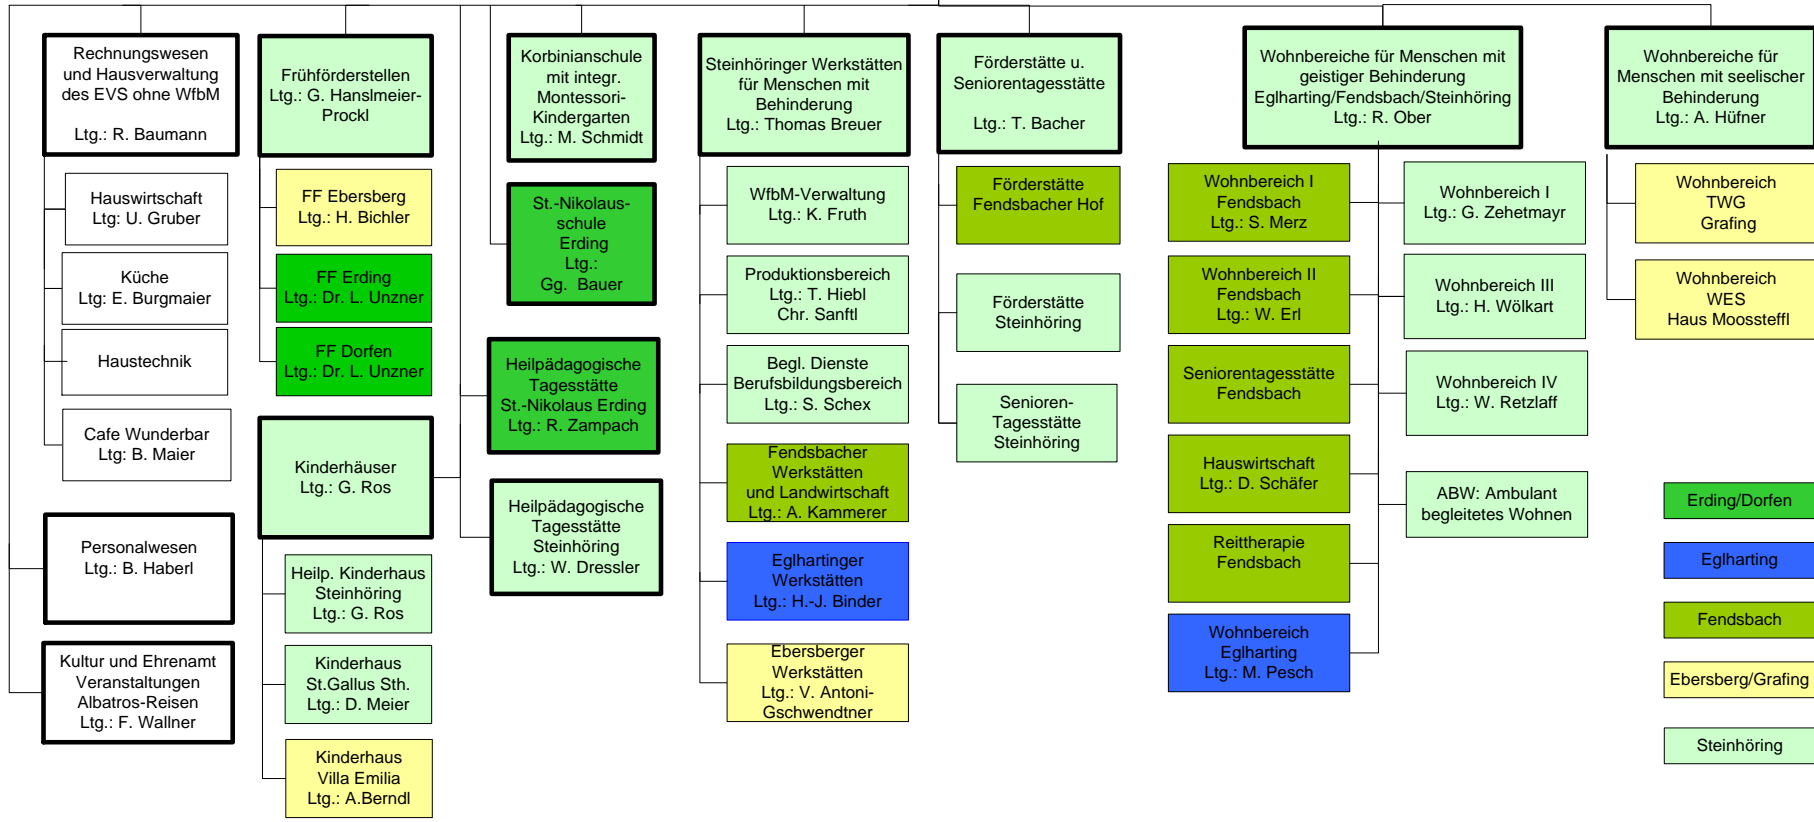 Rechnungswesen
und Hausverwaltung
des EVS ohne WfbM
Ltg.: R. Baumann
Hauswirtschaft
Ltg: U. Gruber
Küche
Ltg: E. Burgmaier
Haustechnik
Cafe Wunderbar
Ltg: B. Maier
Personalwesen
Ltg.: B. Haberl
Kultur und Ehrenamt
Veranstaltungen
Albatros-Reisen
Ltg.: F. Wallner
Frühförderstellen
Ltg.: G. Hanslmeier-
Prockl
FF Ebersberg
Ltg.: H. Bichler
FF Erding
Ltg.: Dr. L. Unzner
FF Dorfen
Ltg.: Dr. L. Unzner
Kinderhäuser
Ltg.: G. Ros
Heilp. Kinderhaus
Steinhöring
Ltg.: G. Ros
Kinderhaus
St.Gallus Sth.
Ltg.: D. Meier
Kinderhaus
Villa Emilia
Ltg.: A.Berndl
Korbinianschule
mit integr.
Montessori-
Kindergarten
Ltg.: M. Schmidt
St.-Nikolaus-
schule
Erding
Ltg.:
Gg. Bauer
Heilpädagogische
Tagesstätte
St.-Nikolaus Erding
Ltg.: R. Zampach
Heilpädagogische
Tagesstätte
Steinhöring
Ltg.: W. Dressler
Steinhöringer Werkstätten
für Menschen mit
Behinderung
Ltg.: Thomas Breuer
WfbM-Verwaltung
Ltg.: K. Fruth
Produktionsbereich
Ltg.: T. Hiebl
Chr. Sanftl
Begl. Dienste
Berufsbildungsbereich
Ltg.: S. Schex
Fendsbacher
Werkstätten
und Landwirtschaft
Ltg.: A. Kammerer
Eglhartinger
Werkstätten
Ltg.: H.-J. Binder
Ebersberger
Werkstätten
Ltg.: V. Antoni-
Gschwendtner
Förderstätte u.
Seniorentagesstätte
Ltg.: T. Bacher
Förderstätte
Fendsbacher Hof
Förderstätte
Steinhöring
Senioren-
Tagesstätte
Steinhöring
Wohnbereiche für Menschen mit
geistiger Behinderung
Eglharting/Fendsbach/Steinhöring
Ltg.: R. Ober
Wohnbereich I
Fendsbach
Ltg.: S. Merz
Wohnbereich II
Fendsbach
Ltg.: W. Erl
Seniorentagesstätte
Fendsbach
Hauswirtschaft
Ltg.: D. Schäfer
Reittherapie
Fendsbach
Wohnbereich
Eglharting
Ltg.: M. Pesch
Wohnbereich I
Ltg.: G. Zehetmayr
Wohnbereich III
Ltg.: H. Wölkart
Wohnbereich IV
Ltg.: W. Retzlaff
ABW: Ambulant
begleitetes Wohnen
Wohnbereiche für
Menschen mit seelischer
Behinderung
Ltg.: A. Hüfner
Wohnbereich
TWG
Grafing
Wohnbereich
WES
Haus Moossteffl
Erding/Dorfen
Eglharting
Fendsbach
Ebersberg/Grafing
Steinhöring